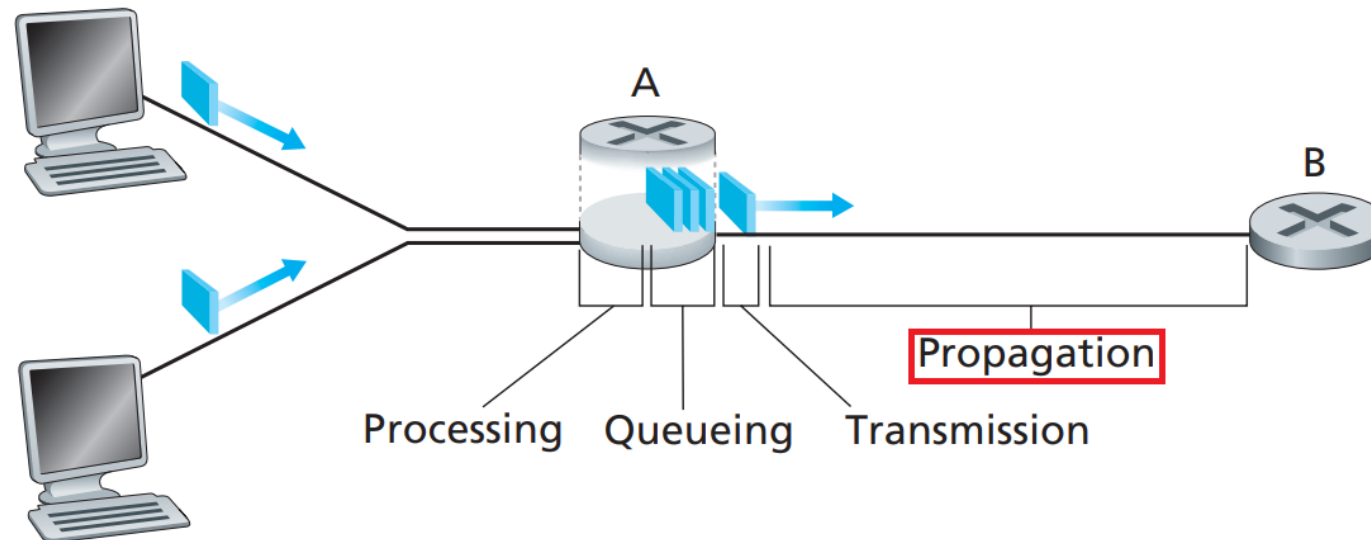 A
B
Propagation
Processing
Queueing
Transmission